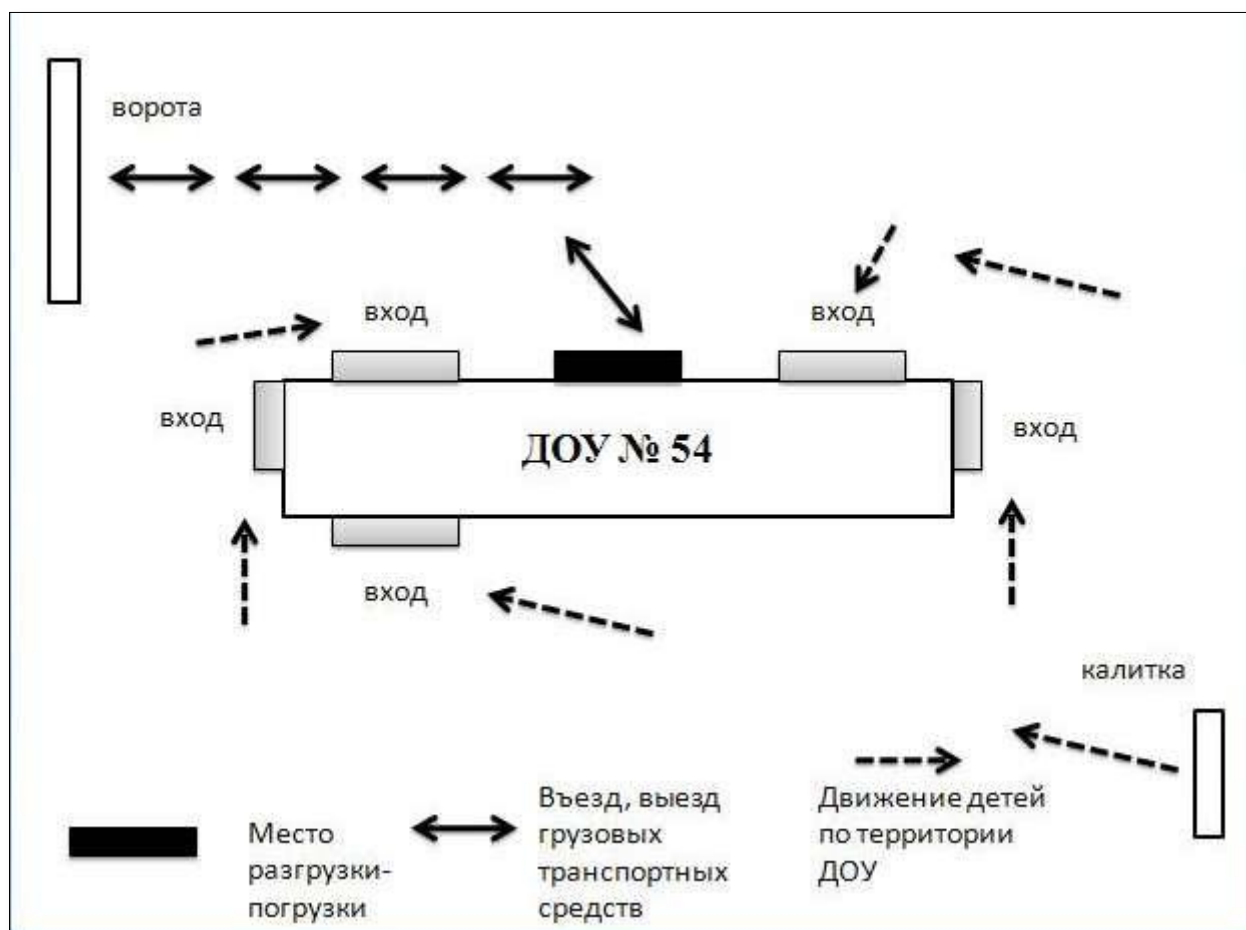 ворота
вход
вход
вход
вход
ДОУ № 54
вход
калитка
Место
разгрузки-
погрузки
Въезд, выезд
грузовых
транспортных
средств
Движение детей
по территории
ДОУ